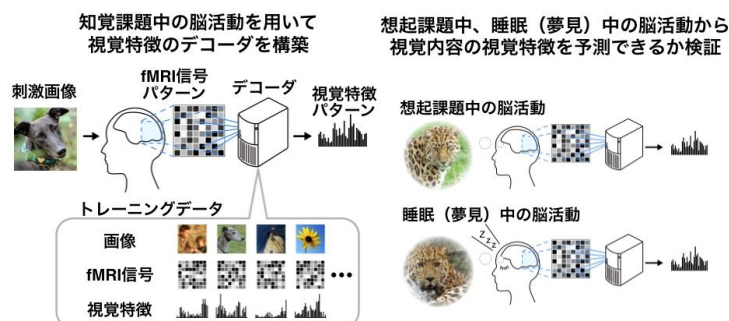 知覚課題中の脳活動を用いて
視覚特徴のデコーダを構築
刺激画像
fMRI信号
パターン
デコーダ
視覚特徴
パターン
トレーニングデータ
画像
fMRI信号
視覚特徴
想起課題中、睡眠（夢見）中の脳活動から
視覚内容の視覚特徴を予測できるか検証
想起課題中の脳活動
睡眠（夢見）中の脳活動
Z Z Z